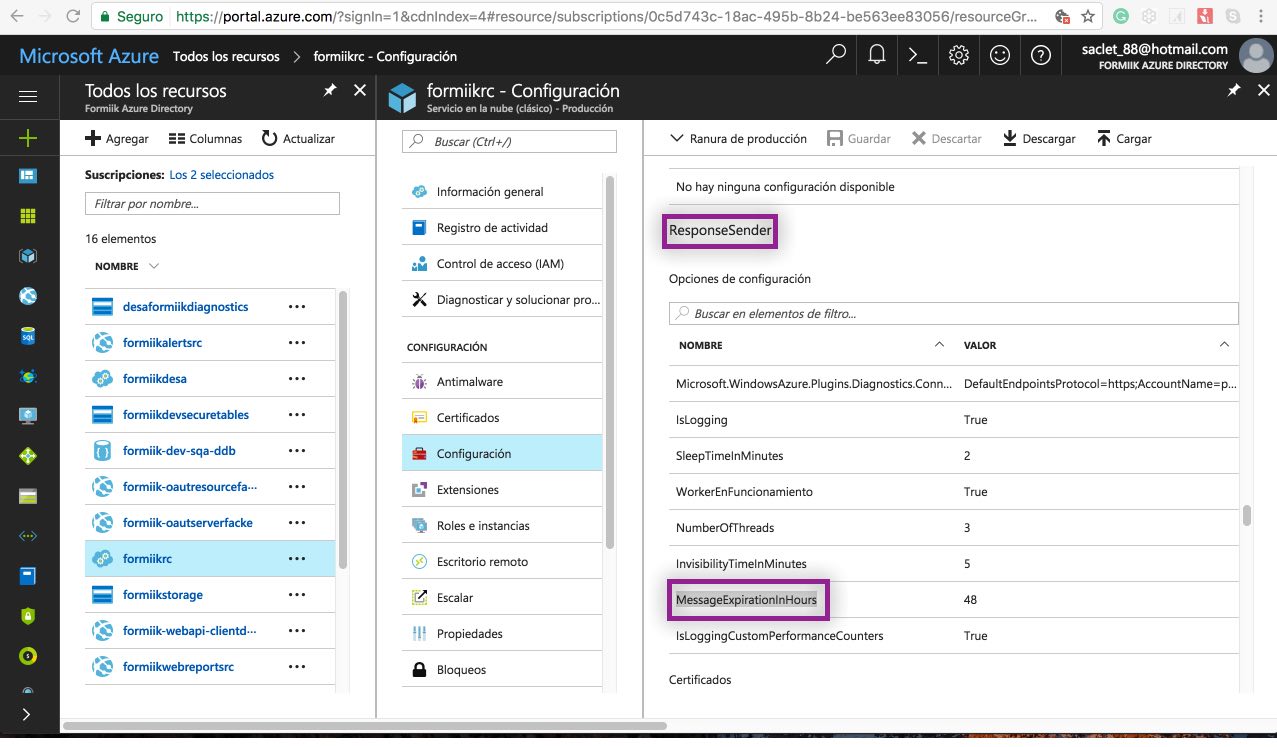 Seguro https://portal.azure.com/?signIn=1&cdnIndex=4#resource/subscriptions/0c5d743c-18ac-495b-8b24-be563ee83056/resourceGr...
Microsoft Azure Todos los recursos > formiikrc - Configuración
saclet_88@hotmail.com
FORMIIK AZURE DIRECTORY
Todos los recursos
Formiik Azure Directory
Agregar Columnas Actualizar
Suscripciones: Los 2 seleccionados
Filtrar por nombre...
16 elementos
NOMBRE
desaformiikdiagnostics ...
formiikalertsrc ...
formiikdesa ...
formiikdevsecuretables ...
formiik-dev-sqa-ddb ...
formiik-oautresourcefa... ...
formiik-oautserverfacke ...
formiikrc ...
formiikstorage ...
formiik-webapi-clientd... ...
formiikwebreportsrc ...
formiikrc - Configuración
Servicio en la nube (clásico) - Producción
Buscar (Ctrl+/)
Información general
Registro de actividad
Control de acceso (IAM)
Diagnosticar y solucionar pro...
CONFIGURACIÓN
Antimalware
Certificados
Configuración
Extensiones
Roles e instancias
Escritorio remoto
Escalar
Propiedades
Bloqueos
Ranura de producción Guardar Descartar Descargar Cargar
No hay ninguna configuración disponible
ResponseSender
Opciones de configuración
Buscar en elementos de filtro...
NOMBRE VALOR
Microsoft.WindowsAzure.Plugins.Diagnostics.Conn... DefaultEndpointsProtocol=https;AccountName=p...
IsLogging True
SleepTimeInMinutes 2
WorkerEnFuncionamiento True
NumberOfThreads 3
InvisibilityTimeInMinutes 5
MessageExpirationInHours 48
IsLoggingCustomPerformanceCounters True
Certificados